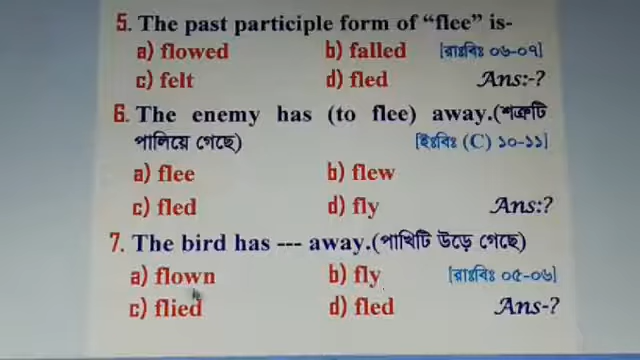 5. The past participle form of “flee” is-
a) flowed b) falled [রাঃবিঃ ০৬-০৭]
c) felt d) fled Ans:-?
6. The enemy has (to flee) away.(শত্রুটি
পালিয়ে গেছে) [ইঃবিঃ (C) ১০-১১]
a) flee b) flew
c) fled d) fly Ans:?
7. The bird has --- away.(পাখিটি উড়ে গেছে)
a) flown b) fly [রাঃবিঃ ০৫-০৬]
c) flied d) fled Ans-?